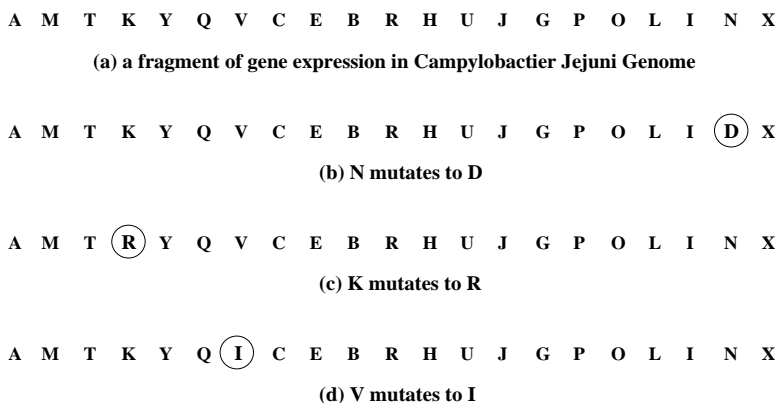 A M T K Y Q V C E B R H U J G P O L I N X
(a) a fragment of gene expression in Campylobactier Jejuni Genome
A M T K Y Q V C E B R H U J G P O L I D X
(b) N mutates to D
A M T R Y Q V C E B R H U J G P O L I N X
(c) K mutates to R
A M T K Y Q I C E B R H U J G P O L I N X
(d) V mutates to I